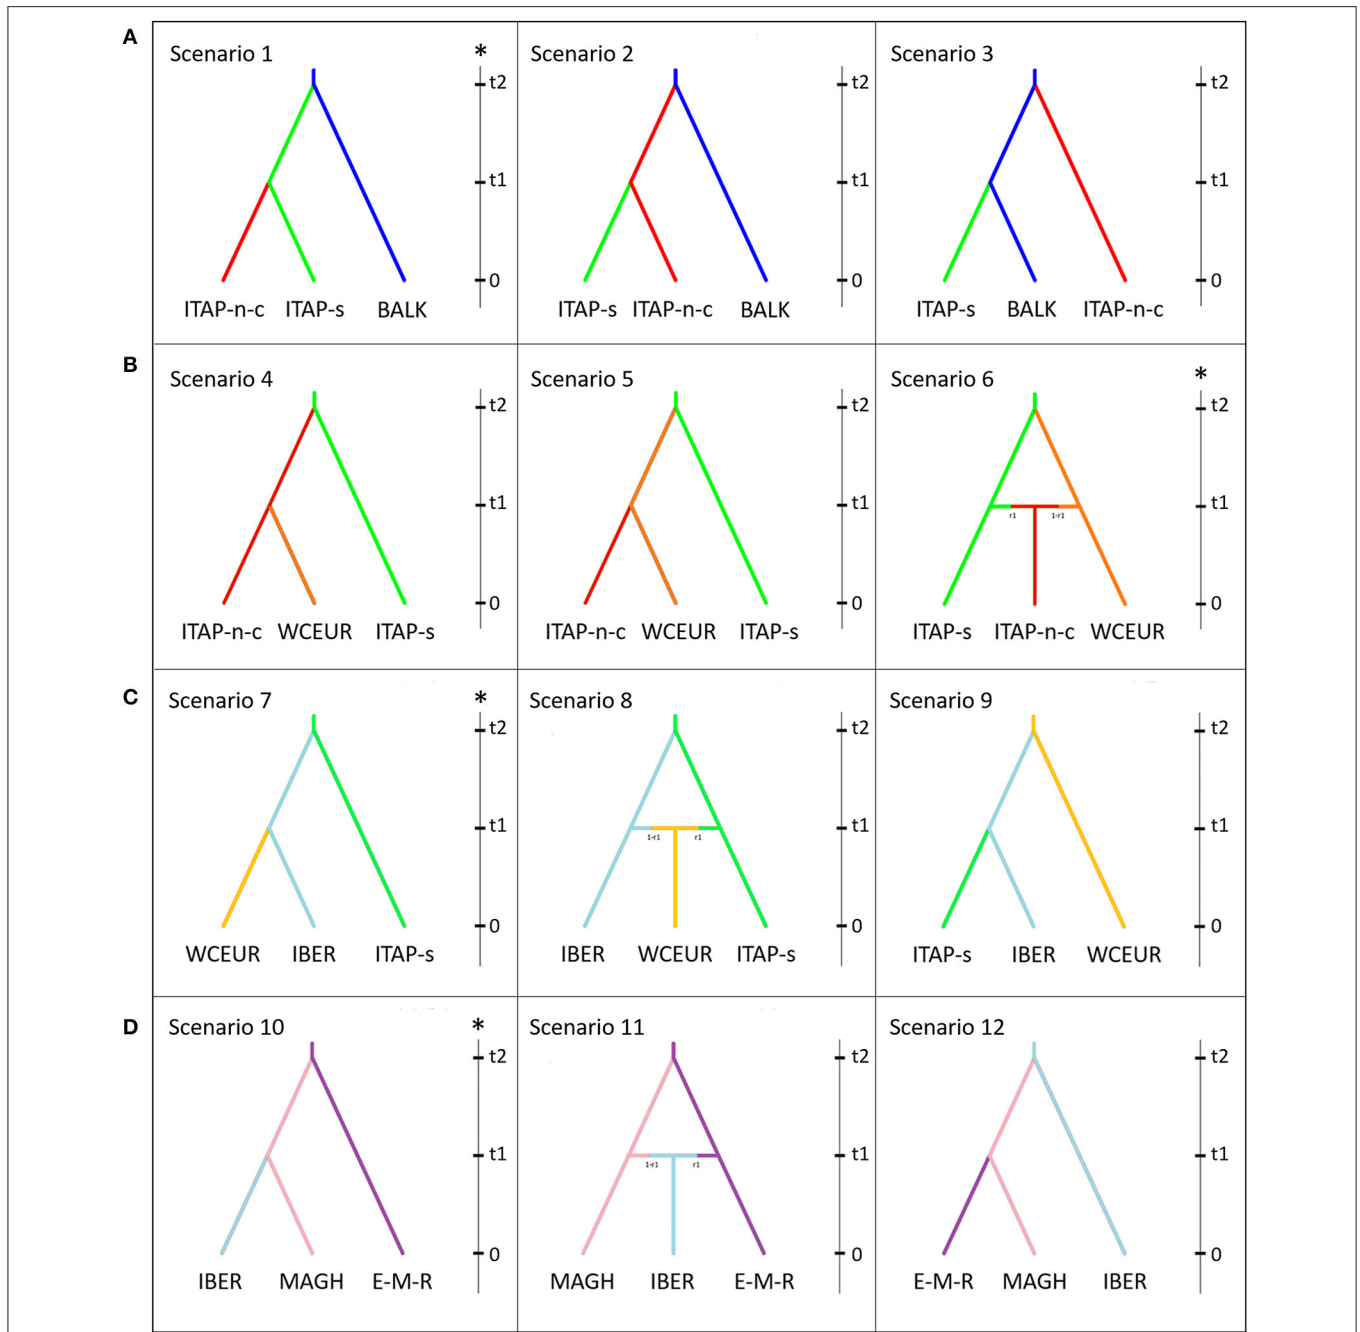 A
Scenario 1 * Scenario 2 Scenario 3
t2 t2 t2
t1 t1 t1
0 0 0
ITAP-n-c ITAP-s BALK ITAP-s ITAP-n-c BALK ITAP-s BALK ITAP-n-c
B
Scenario 4 Scenario 5 Scenario 6 *
t2 t2 t2
t1 t1 t1
r1 1-r1
0 0 0
ITAP-n-c WCEUR ITAP-s ITAP-n-c WCEUR ITAP-s ITAP-s ITAP-n-c WCEUR
C
Scenario 7 * Scenario 8 Scenario 9
t2 t2 t2
t1 t1 t1
1-r1 r1
0 0 0
WCEUR IBER ITAP-s IBER WCEUR ITAP-s ITAP-s IBER WCEUR
D
Scenario 10 * Scenario 11 Scenario 12
t2 t2 t2
t1 t1 t1
1-r1 r1
0 0 0
IBER MAGH E-M-R MAGH IBER E-M-R E-M-R MAGH IBER